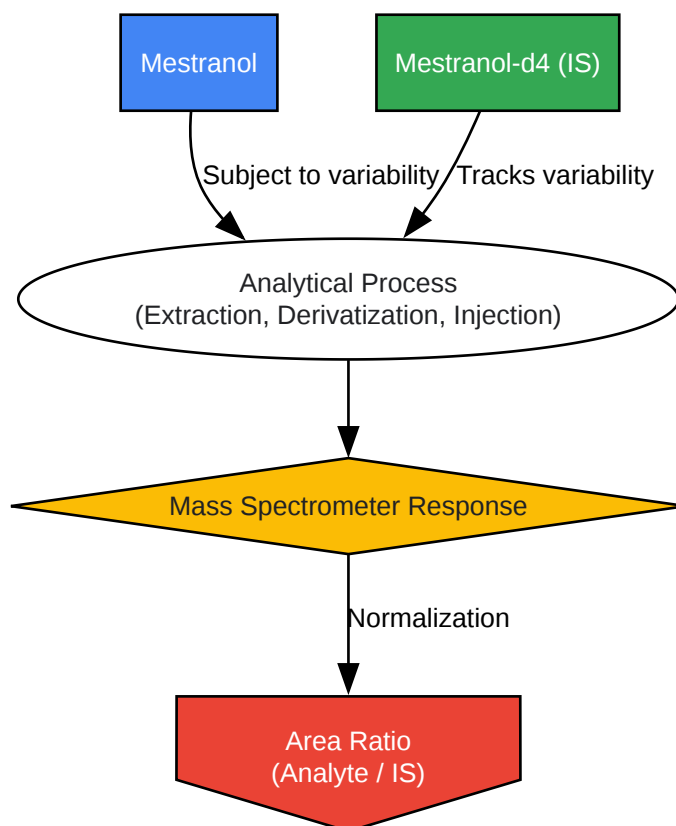 Mestranol
Mestranol-d4 (IS)
Subject to variability
Tracks variability
Analytical Process
(Extraction, Derivatization, Injection)
Mass Spectrometer Response
Normalization
Area Ratio
(Analyte / IS)